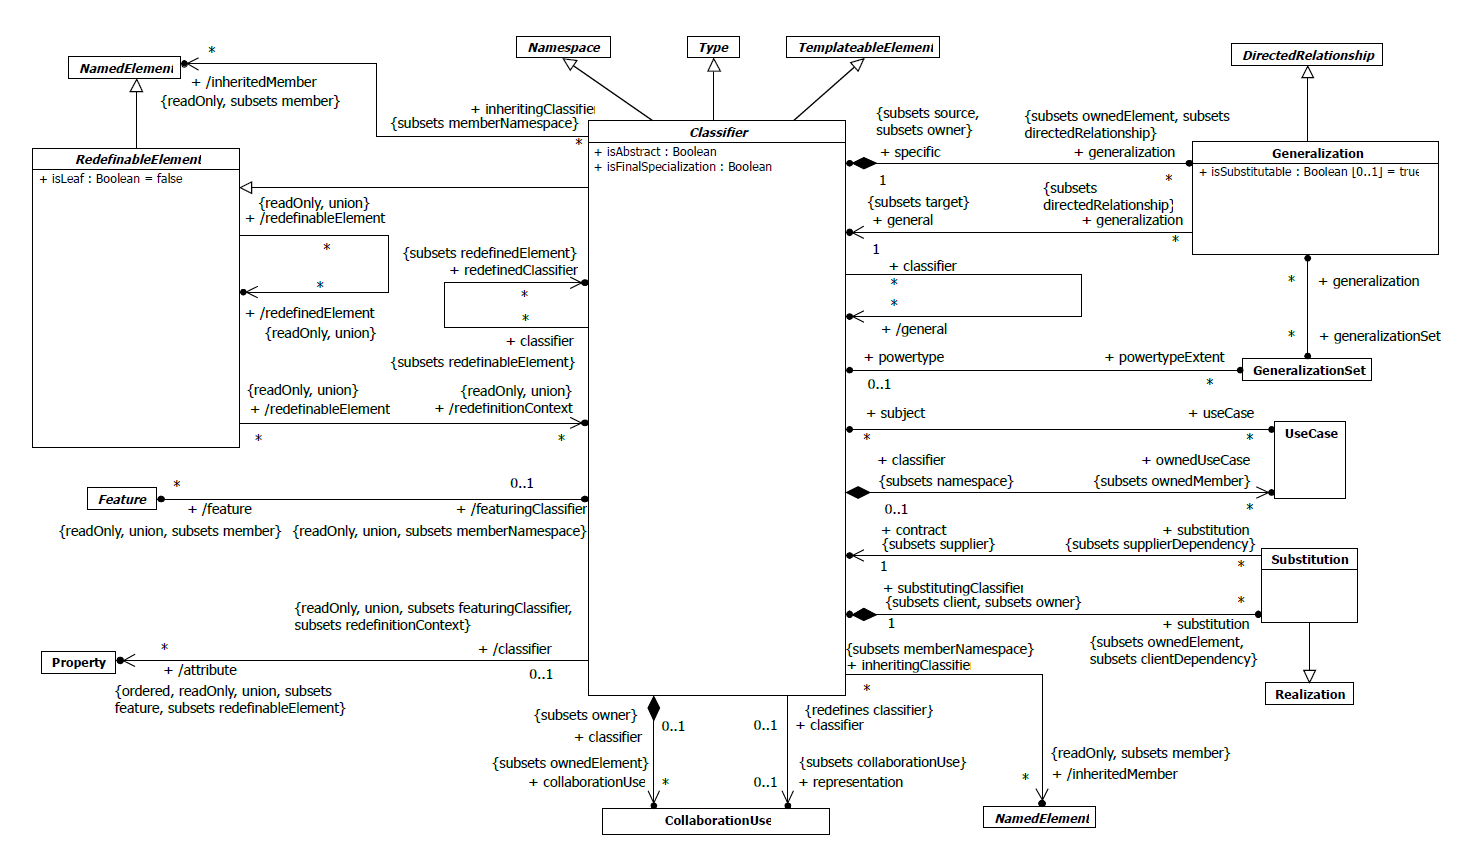 Namespace
Type
TemplateableElement
NamedElement
*
+ /inheritedMember
{readOnly, subsets member}
+ inheritingClassifier
{subsets memberNamespace}
*
DirectedRelationship
RedefinableElement
+ isLeaf : Boolean = false
Classifier
+ isAbstract : Boolean
+ isFinalSpecialization : Boolean
{subsets source,
subsets owner}
+ specific
1
{subsets ownedElement, subsets
directedRelationship}
+ generalization
*
Generalization
+ isSubstitutable : Boolean [0..1] = true
{subsets target}
+ general
1
{subsets
directedRelationship}
+ generalization
*
{readOnly, union}
+ /redefinableElement
*
*
+ /redefinedElement
{readOnly, union}
{subsets redefinedElement}
+ redefinedClassifier
*
*
+ classifier
{subsets redefinableElement}
+ classifier
*
*
+ /general
* + generalization
* + generalizationSet
GeneralizationSet
+ powertype
0..1
+ powertypeExtent
*
{readOnly, union}
+ /redefinableElement
*
{readOnly, union}
+ /redefinitionContext
*
+ subject
*
+ useCase
*
UseCase
+ classifier
{subsets namespace}
0..1
+ ownedUseCase
{subsets ownedMember}
*
Feature
*
+ /feature
{readOnly, union, subsets member}
0..1
+ /featuringClassifier
{readOnly, union, subsets memberNamespace}
+ contract
{subsets supplier}
1
+ substitution
{subsets supplierDependency}
*
Substitution
+ substitutingClassifier
{subsets client, subsets owner}
1
*
+ substitution
{subsets ownedElement,
subsets clientDependency}
Realization
{readOnly, union, subsets featuringClassifier,
subsets redefinitionContext}
+ /classifier
0..1
Property
*
+ /attribute
{ordered, readOnly, union, subsets
feature, subsets redefinableElement}
{subsets memberNamespace}
+ inheritingClassifier
*
{subsets owner}
+ classifier
0..1
{subsets ownedElement}
+ collaborationUse
*
0..1
{redefines classifier}
+ classifier
{subsets collaborationUse}
0..1
+ representation
CollaborationUse
{readOnly, subsets member}
*
+ /inheritedMember
NamedElement